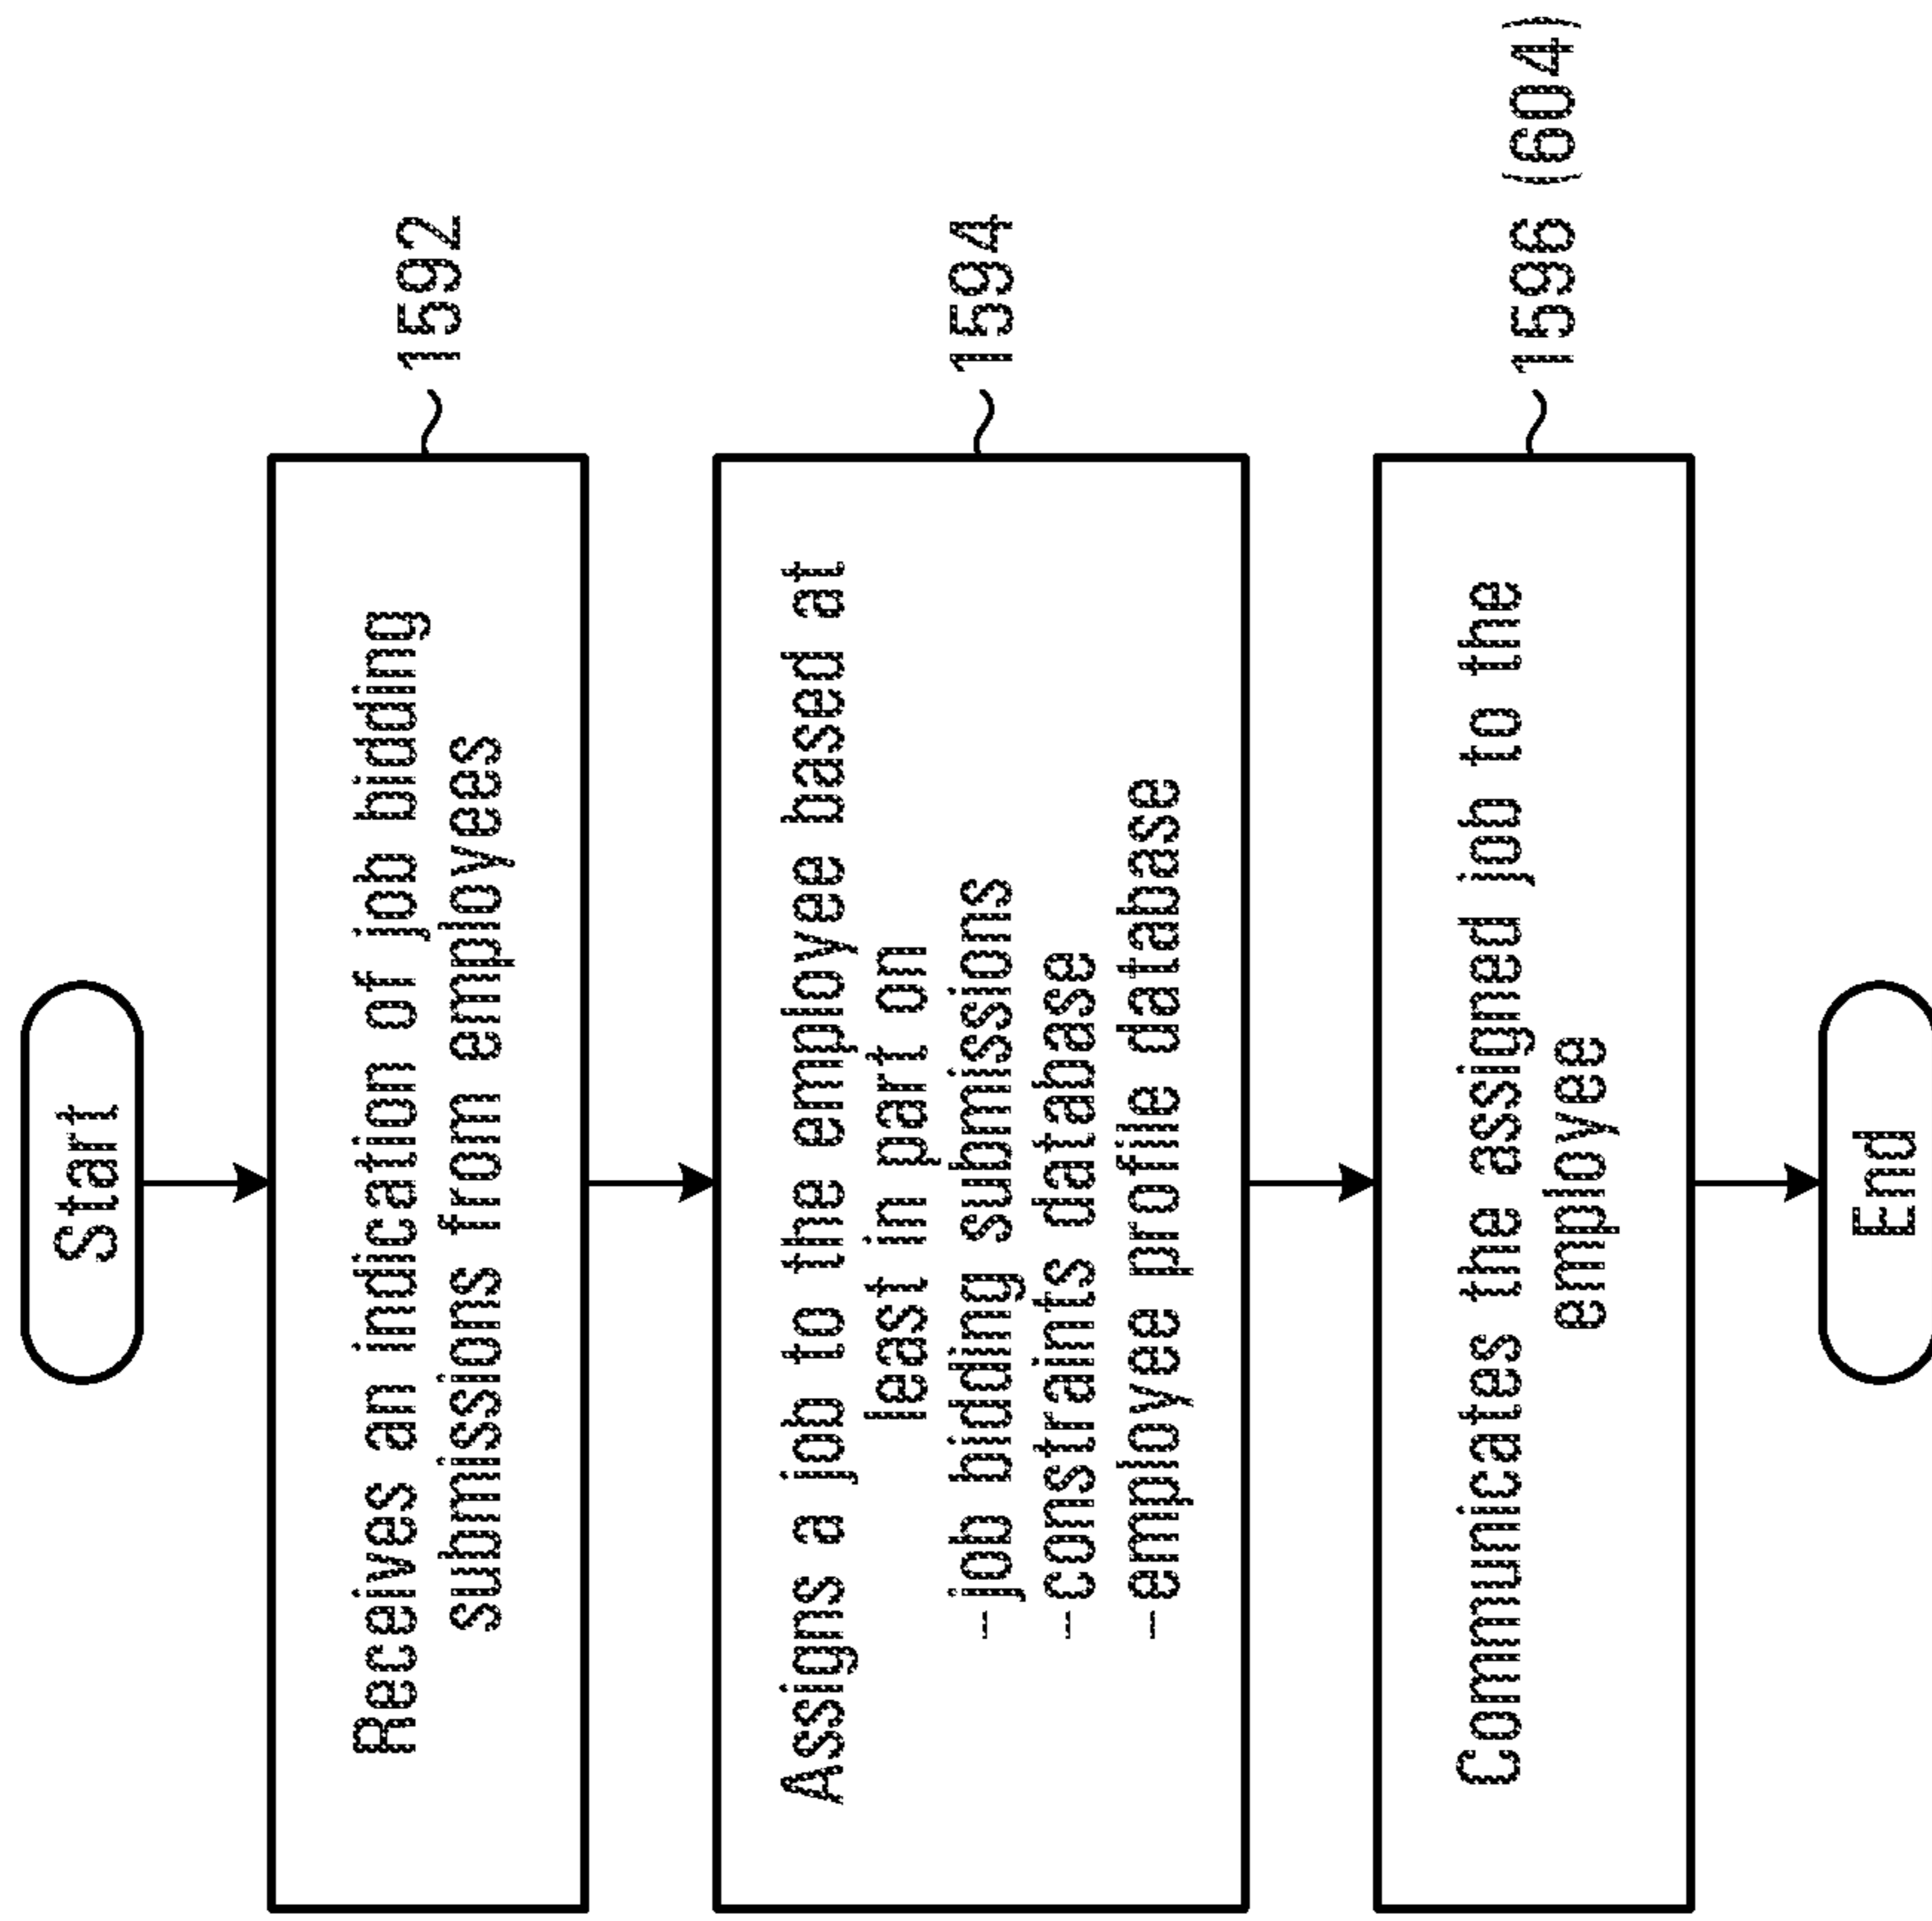 Start
Receives an indication of job bidding
submissions from employees
1592
Assigns a job to the employee based at
least in part on
-job bidding submissions
-constraints database
-employee profile database
1594
Communicates the assigned job to the
employee
1596 (604)
End